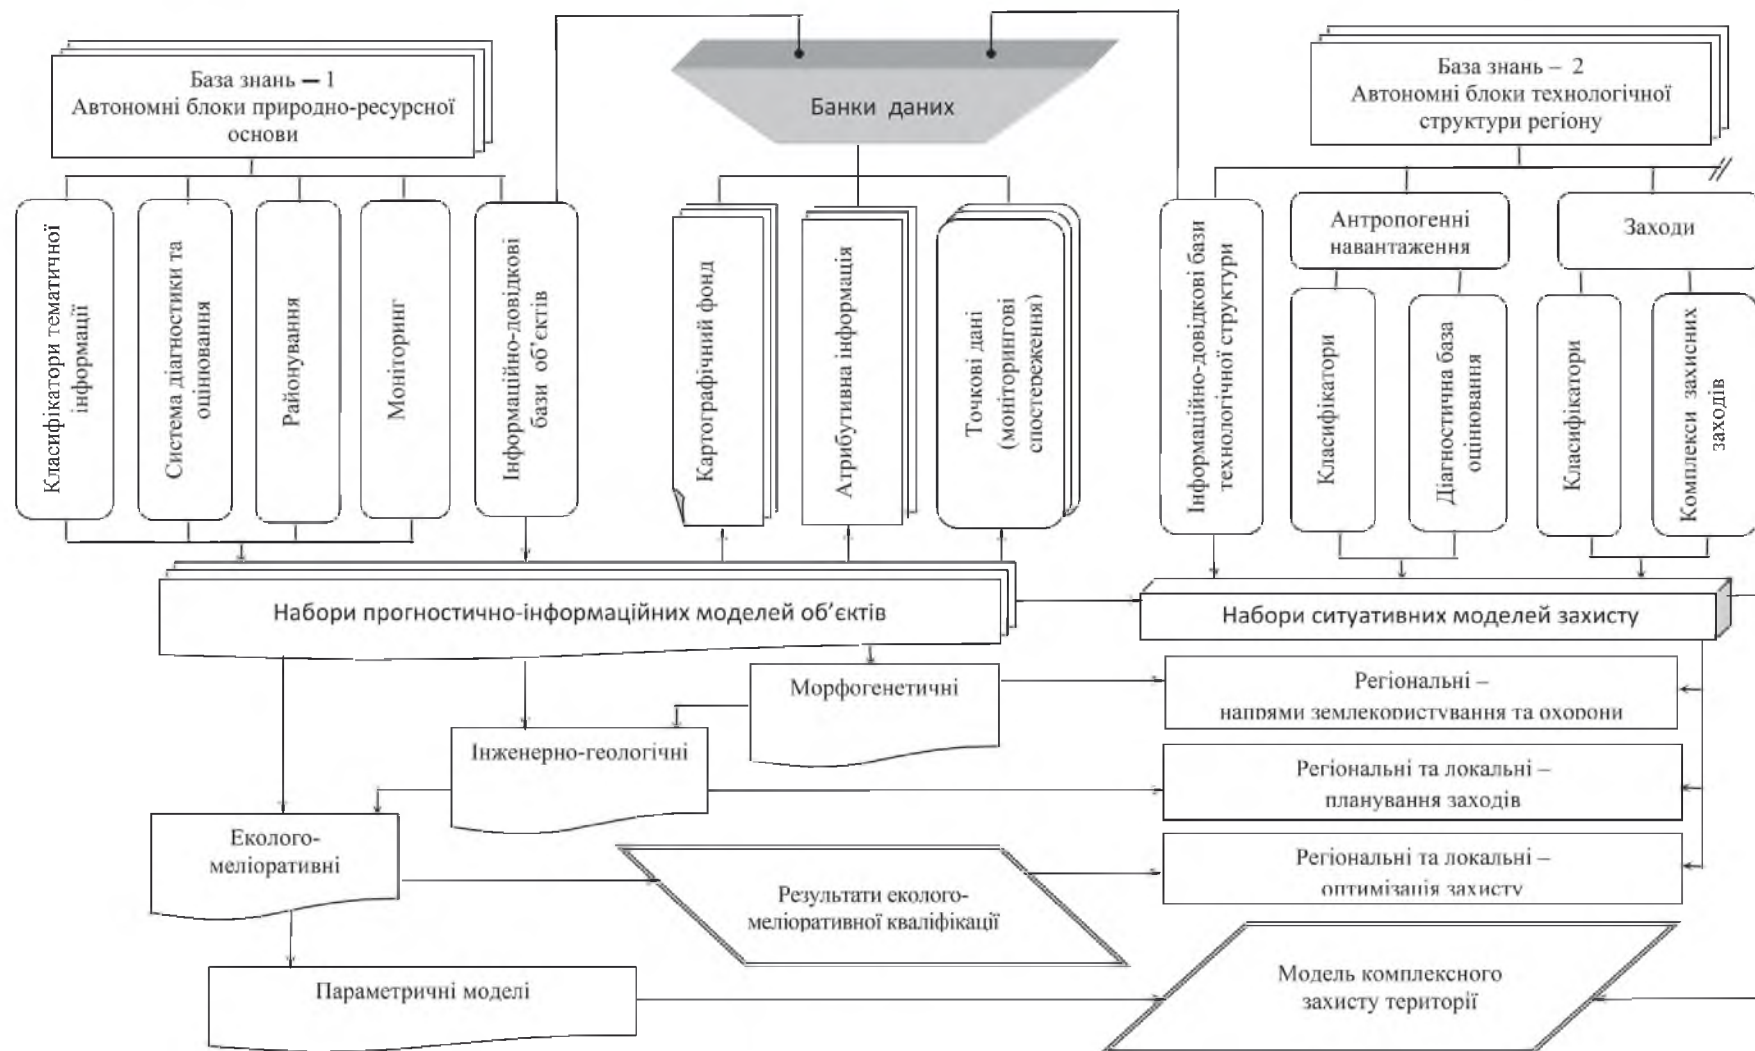 База знань – 1
Автономні блоки природно-ресурсної
основи
Банки даних
База знань – 2
Автономні блоки технологічної
структури регіону
Класифікатори тематичної
інформації
Система діагностики та
оцінювання
Районування
Моніторинг
Інформаційно-довідкові
бази об’єктів
Картографічний фонд
Атрибутивна інформація
Точкові дані
(моніторингові
спостереження)
Інформаційно-довідкові бази
технологічної структури
Антропогенні
навантаження
Заходи
Класифікатори
Діагностична база
оцінювання
Класифікатори
Комплекси захисних
заходів
Набори прогностично-інформаційних моделей об’єктів
Набори ситуативних моделей захисту
Морфогенетичні
Регіональні –
напрями землекористування та охорони
Інженерно-геологічні
Регіональні та локальні –
планування заходів
Еколого-
меліоративні
Регіональні та локальні –
оптимізація захисту
Результати еколого-
меліоративної кваліфікації
Параметричні моделі
Модель комплексного
захисту території